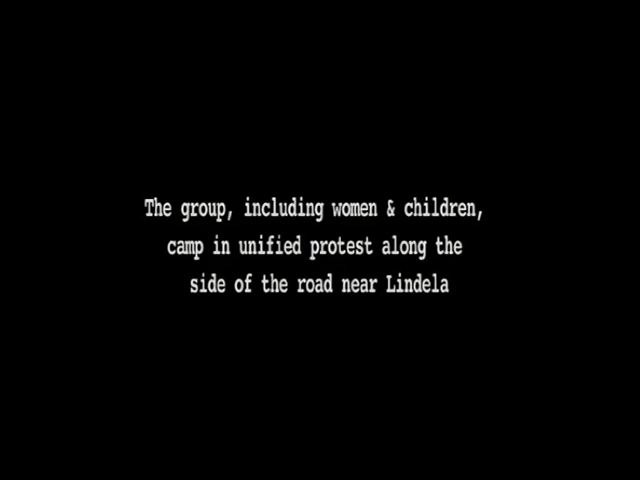 The group, including women & children,
camp in unified protest along the
side of the road near Lindela